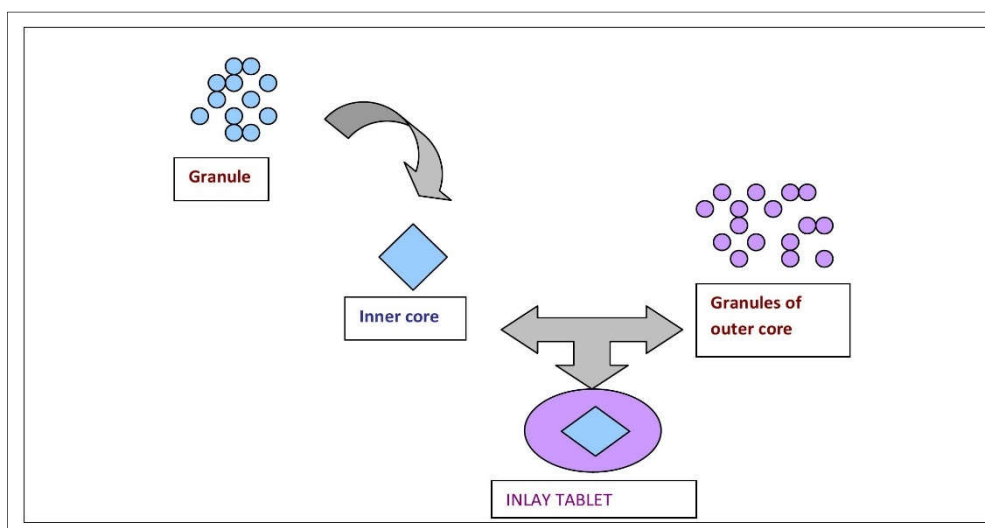 Granule
Inner core
Granules of
outer core
INLAY TABLET